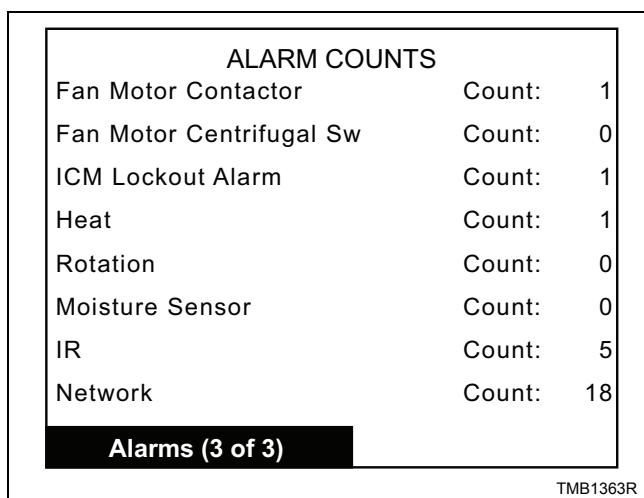 ALARM COUNTS
Fan Motor Contactor Count: 1
Fan Motor Centrifugal Sw Count: 0
ICM Lockout Alarm Count: 1
Heat Count: 1
Rotation Count: 0
Moisture Sensor Count: 0
IR Count: 5
Network Count: 18
Alarms (3 of 3)
TMB1363R